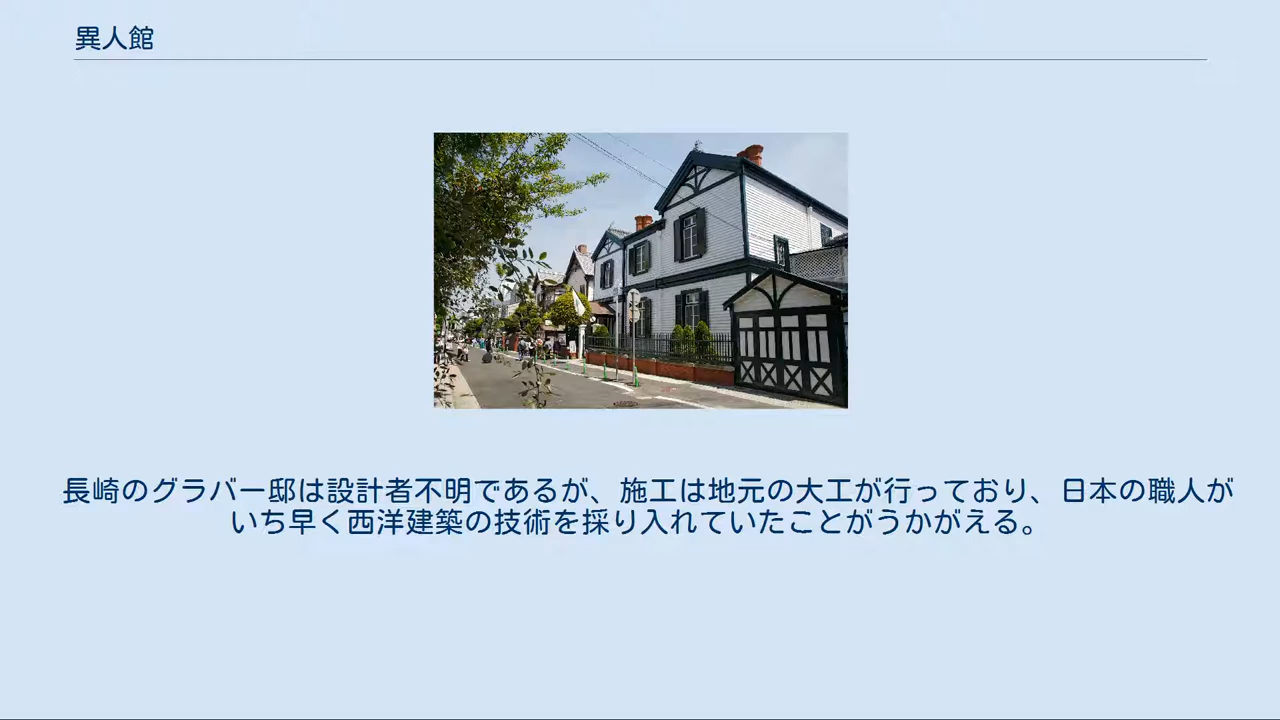 異人館
長崎のグラバー邸は設計者不明であるが、施工は地元の大工が行っており、日本の職人が
いち早く西洋建築の技術を採り入れていたことがうかがえる。